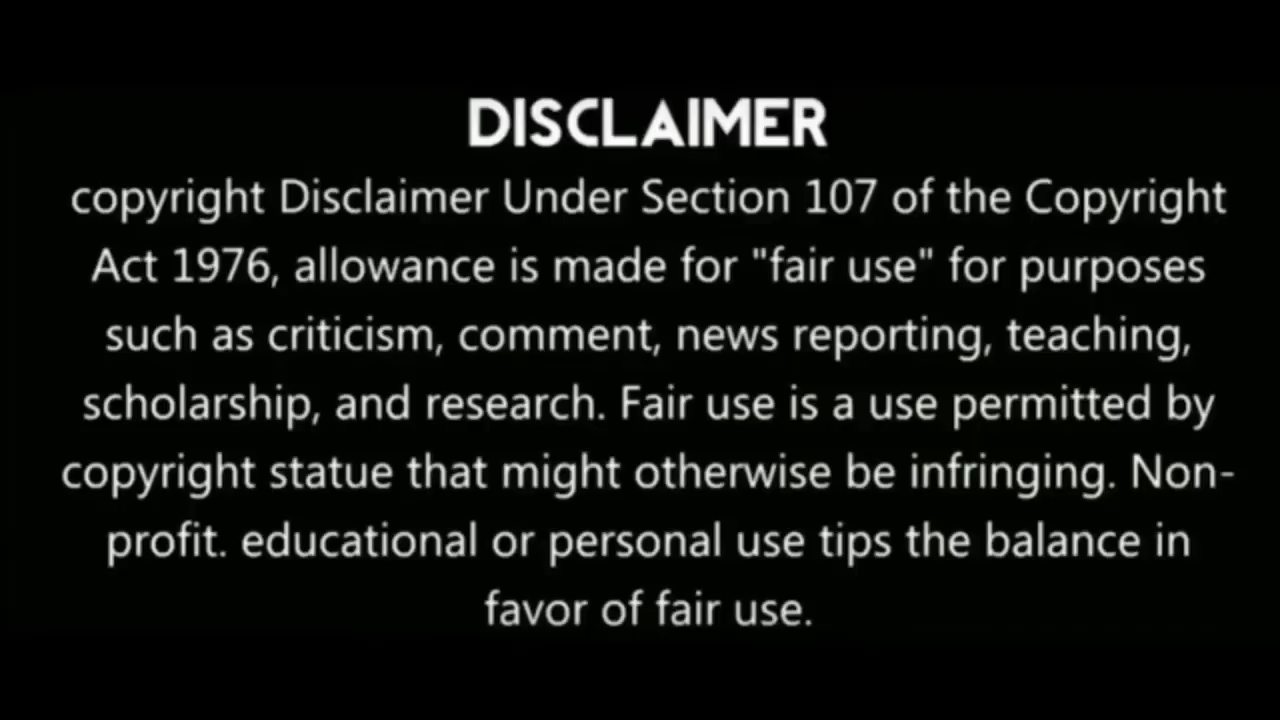 DISCLAIMER
copyright Disclaimer Under Section 107 of the Copyright
Act 1976, allowance is made for "fair use" for purposes
such as criticism, comment, news reporting, teaching,
scholarship, and research. Fair use is a use permitted by
copyright statue that might otherwise be infringing. Non-
profit. educational or personal use tips the balance in
favor of fair use.